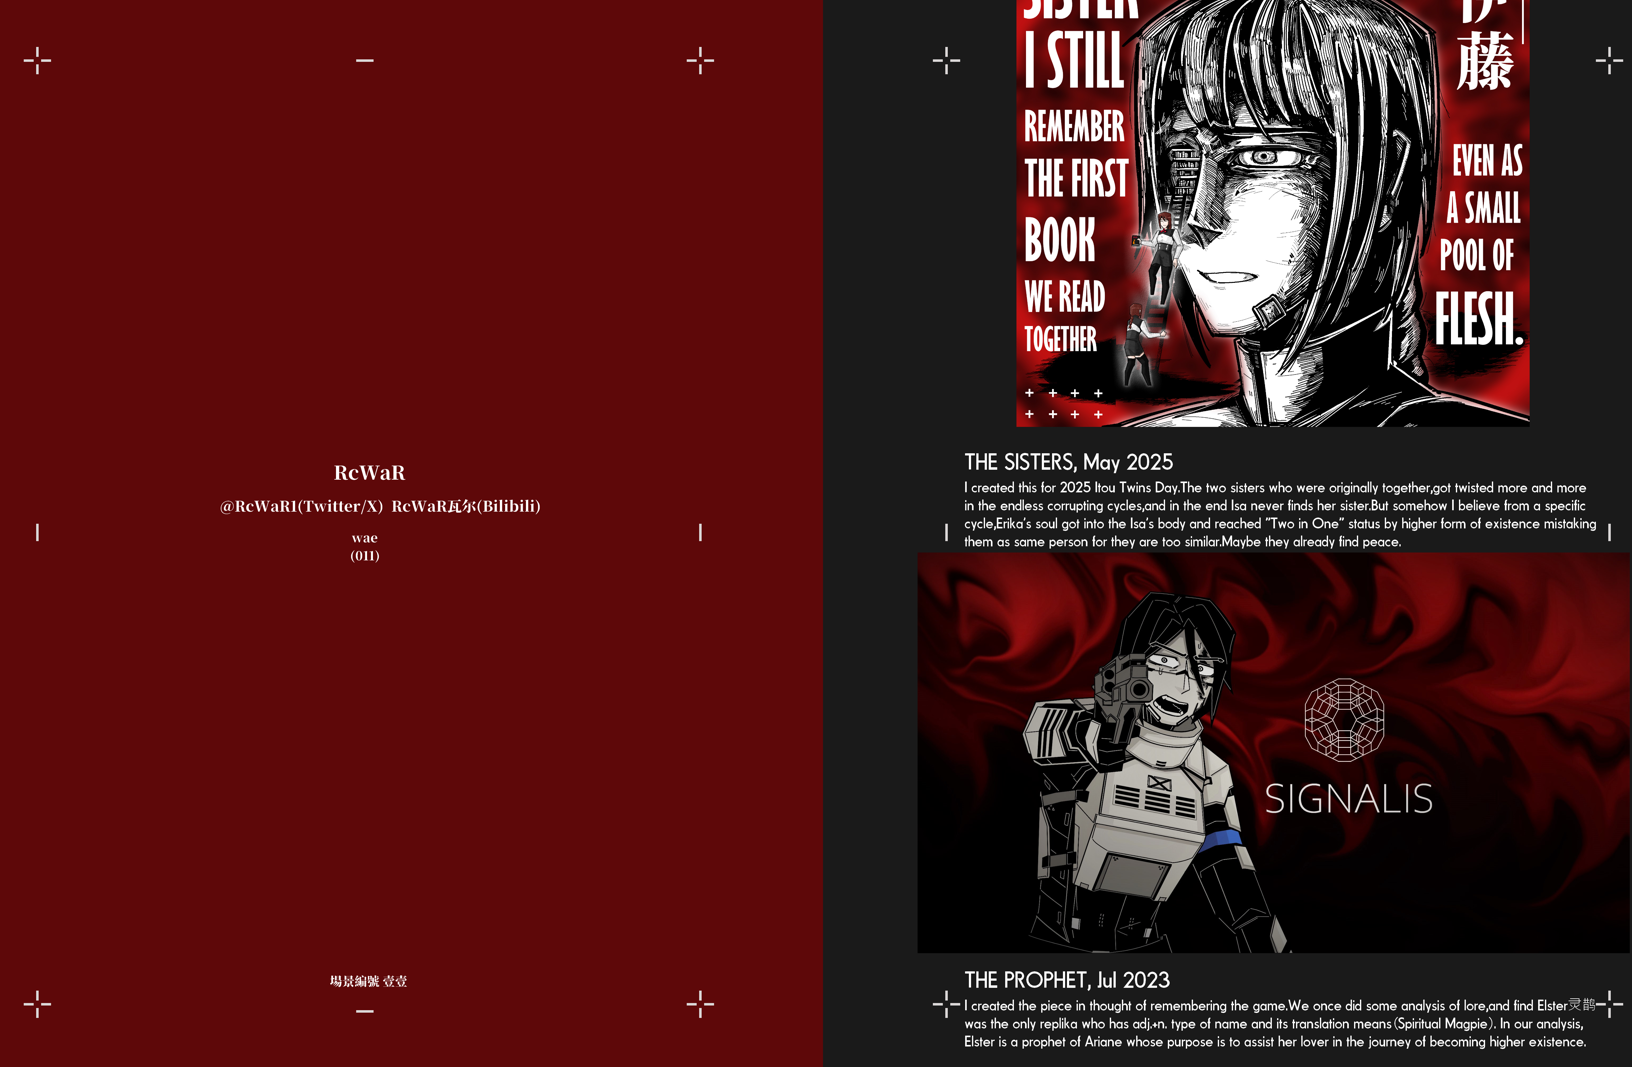 RcWaR
@RcWaR1(Twitter/X) RcWaR瓦尔(Bilibili)
wae
(011)
場景編號 壹壹
SISTER
I STILL
REMEMBER
THE FIRST
BOOK
WE READ
TOGETHER
伊藤
EVEN AS
A SMALL
POOL OF
FLESH.
THE SISTERS, May 2025
I created this for 2025 Itou Twins Day.The two sisters who were originally together,got twisted more and more
in the endless corrupting cycles,and in the end Isa never finds her sister.But somehow I believe from a specific
cycle,Erika's soul got into the Isa's body and reached "Two in One" status by higher form of existence mistaking
them as same person for they are too similar.Maybe they already find peace.
SIGNALIS
THE PROPHET, Jul 2023
I created the piece in thought of remembering the game.We once did some analysis of lore,and find Elster灵鹊
was the only replika who has adj.+n. type of name and its translation means(Spiritual Magpie). In our analysis,
Elster is a prophet of Ariane whose purpose is to assist her lover in the journey of becoming higher existence.